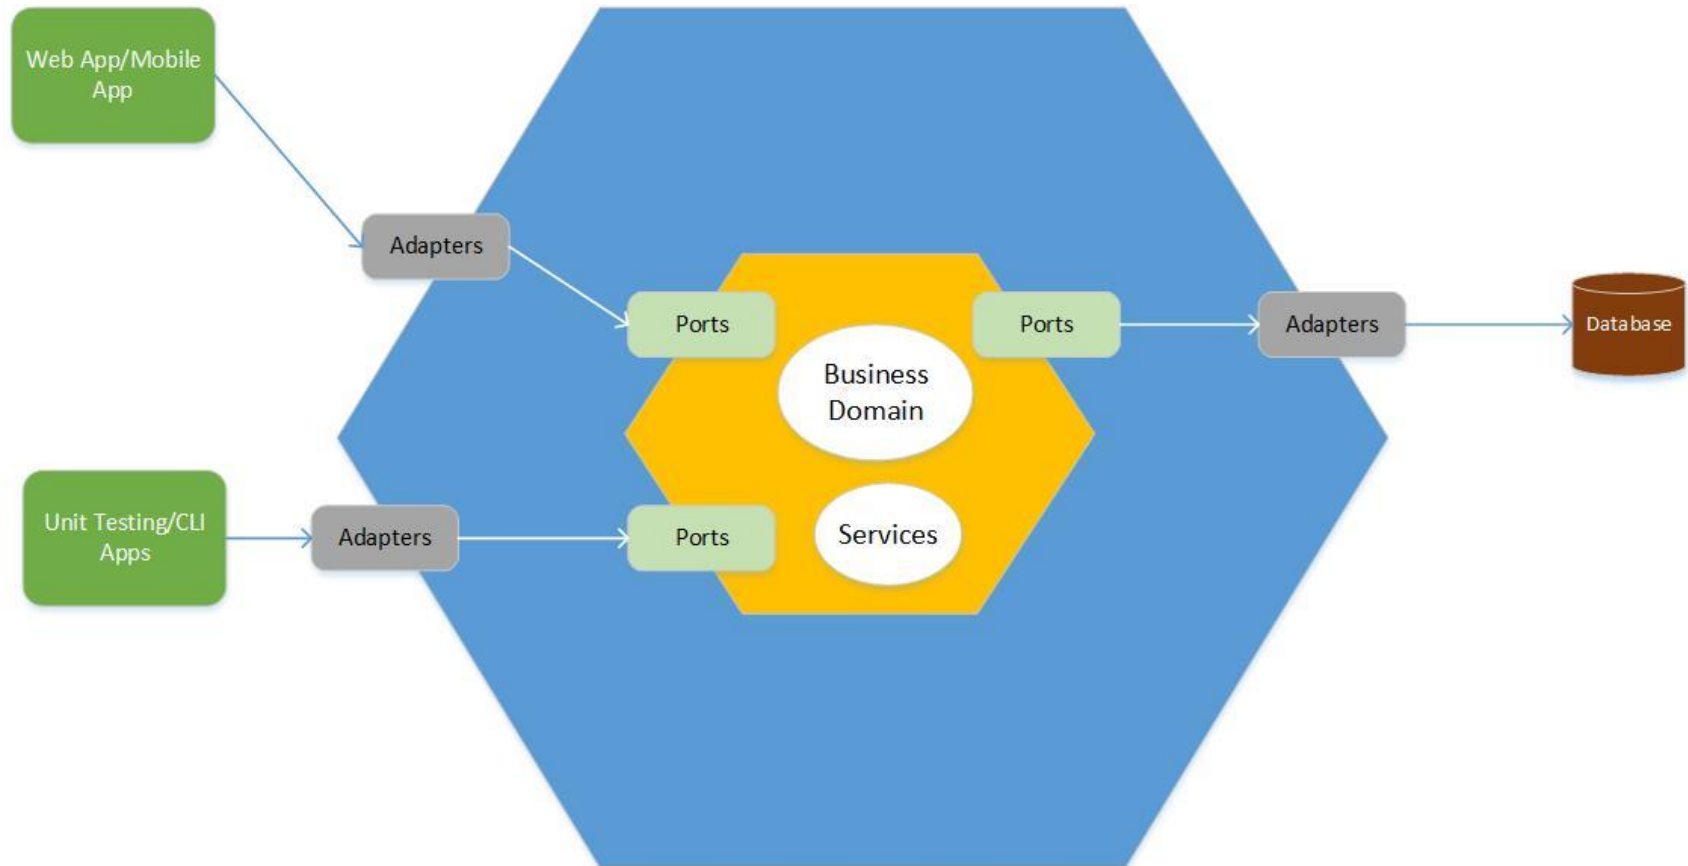 Web App/Mobile
App
Adapters
Ports
Ports
Adapters
Database
Business
Domain
Unit Testing/CLI
Apps
Adapters
Ports
Services